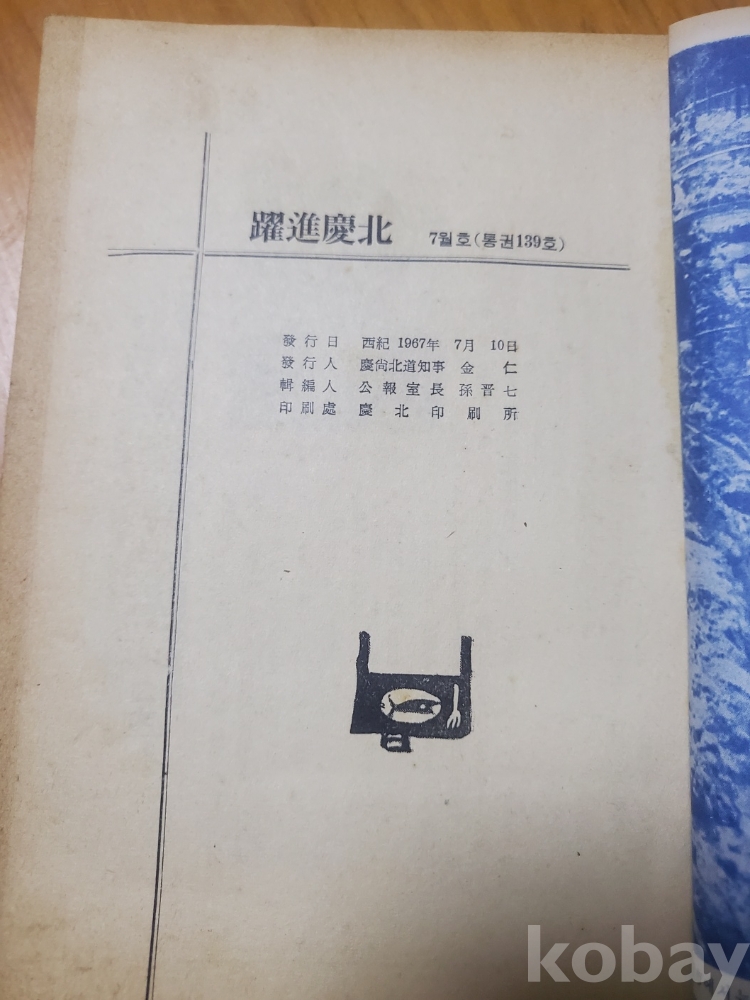 躍進慶北 7월호(통권139호)
發行日 西紀 1967年 7月 10日
發行人 慶尙北道知事 金 仁
輯編人 公報室長 孫晋七
印刷處 慶北印刷所
kobay